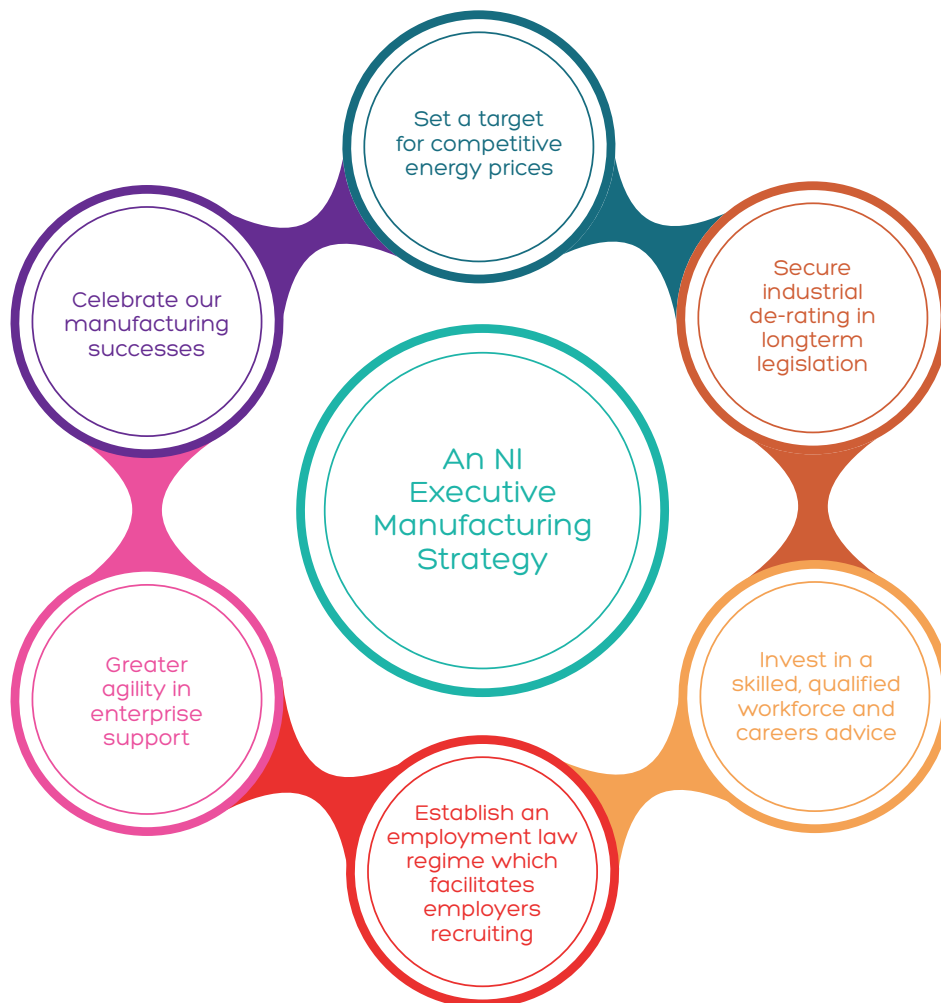 Set a target
for competitive
energy prices
Secure
industrial
de-rating in
longterm
legislation
Invest in a
skilled, qualified
workforce and
careers advice
Establish an
employment law
regime which
facilitates
employers
recruiting
Greater
agility in
enterprise
support
Celebrate our
manufacturing
successes
An NI
Executive
Manufacturing
Strategy